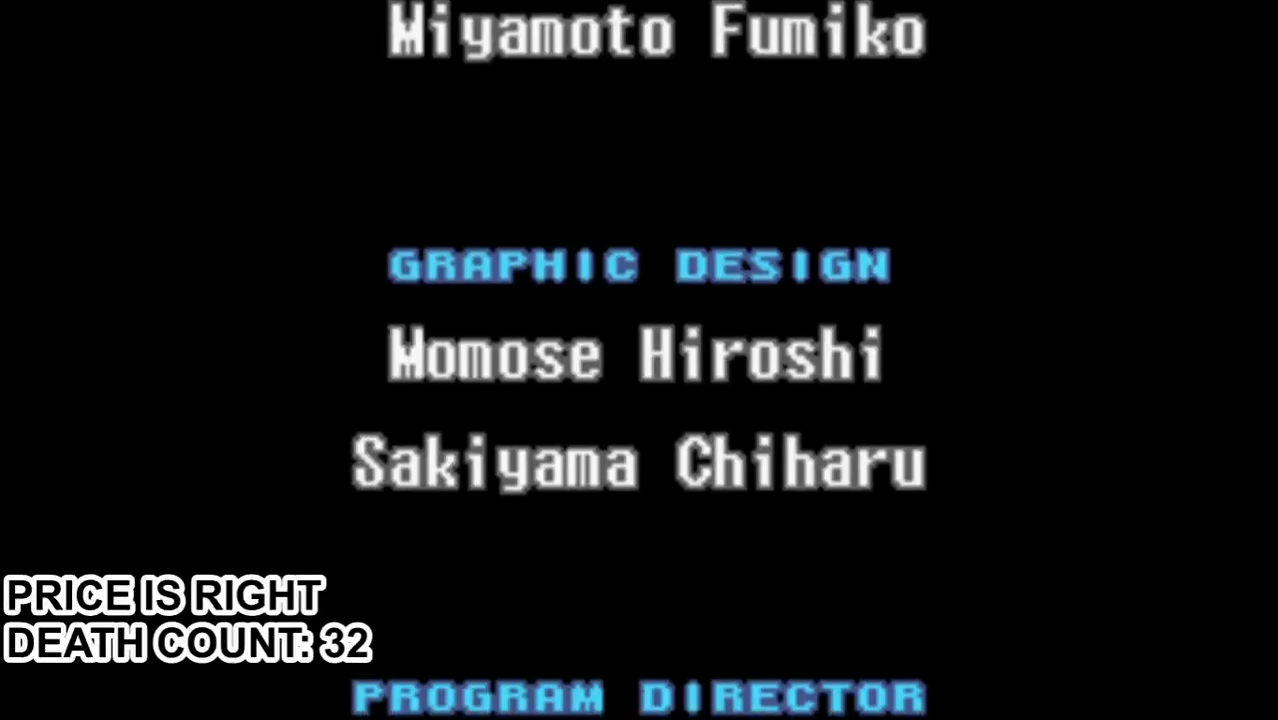 Miyamoto Fumiko
GRAPHIC DESIGN
Momose Hiroshi
Sakiyama Chiharu
PRICE IS RIGHT
DEATH COUNT: 32
PROGRAM DIRECTOR